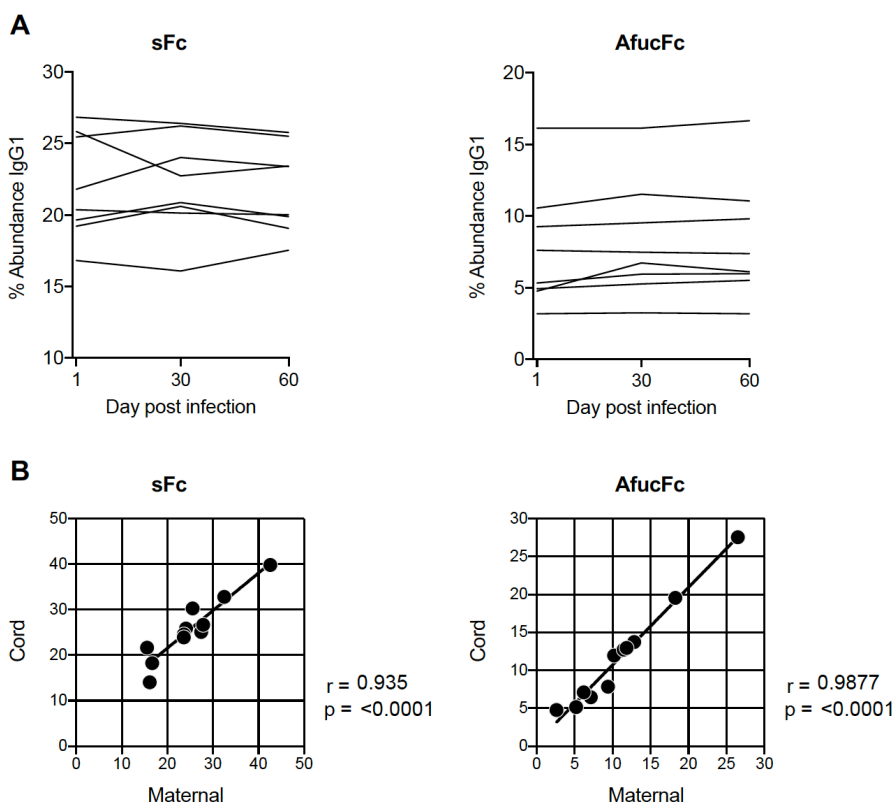 A
sFc
AfucFc
% Abundance IgG1
30
25
20
15
10
1
30
60
Day post infection
% Abundance IgG1
20
15
10
5
0
1
30
60
Day post infection
B
sFc
AfucFc
Cord
50
40
30
20
10
0
0 10 20 30 40 50
Maternal
r = 0.935
p = <0.0001
Cord
30
25
20
15
10
5
0
0 5 10 15 20 25 30
Maternal
r = 0.9877
p = <0.0001